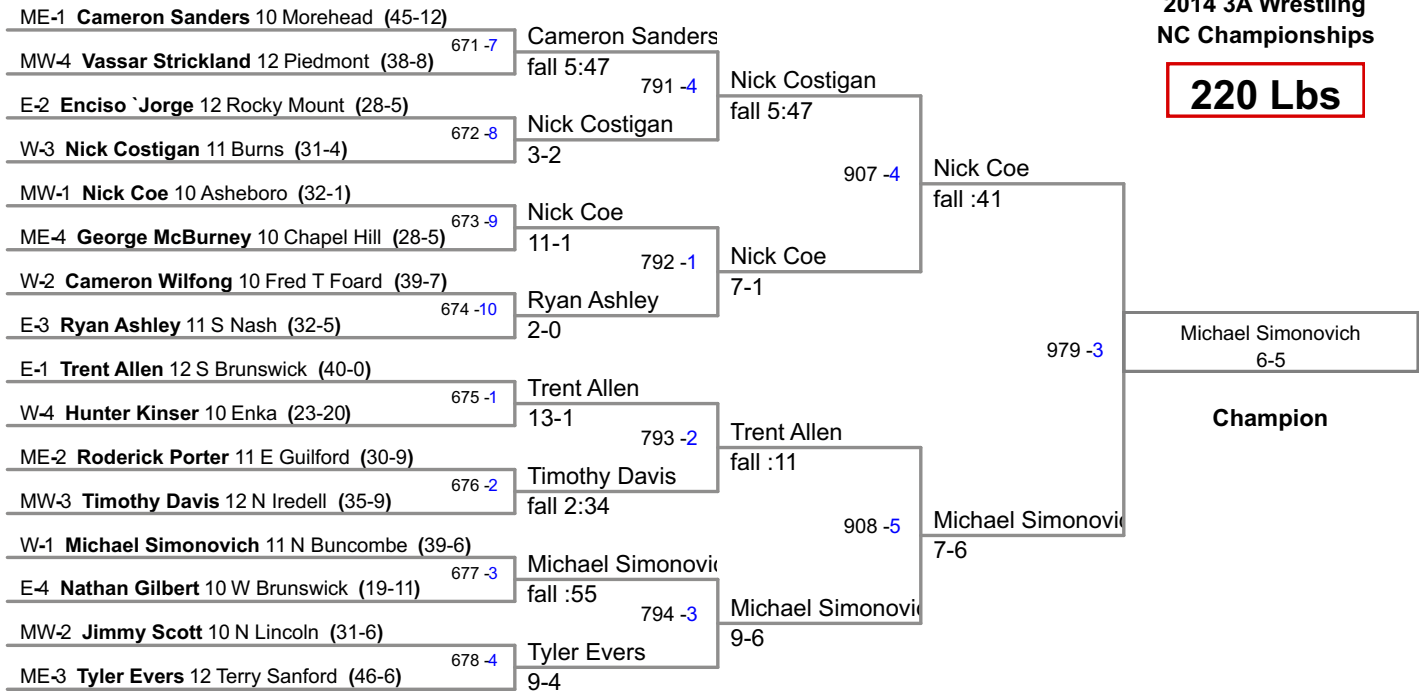 2014 3A Wrestling
NC Championships
220 Lbs
ME-1 Cameron Sanders 10 Morehead (45-12)
MW-4 Vassar Strickland 12 Piedmont (38-8)
E-2 Enciso `Jorge 12 Rocky Mount (28-5)
W-3 Nick Costigan 11 Burns (31-4)
MW-1 Nick Coe 10 Asheboro (32-1)
ME-4 George McBurney 10 Chapel Hill (28-5)
W-2 Cameron Wilfong 10 Fred T Foard (39-7)
E-3 Ryan Ashley 11 S Nash (32-5)
E-1 Trent Allen 12 S Brunswick (40-0)
W-4 Hunter Kinser 10 Enka (23-20)
ME-2 Roderick Porter 11 E Guilford (30-9)
MW-3 Timothy Davis 12 N Iredell (35-9)
W-1 Michael Simonovich 11 N Buncombe (39-6)
E-4 Nathan Gilbert 10 W Brunswick (19-11)
MW-2 Jimmy Scott 10 N Lincoln (31-6)
ME-3 Tyler Evers 12 Terry Sanford (46-6)
671 -7
672 -8
673 -9
674 -10
675 -1
676 -2
677 -3
678 -4
Cameron Sanders
fall 5:47
Nick Costigan
3-2
Nick Coe
11-1
Ryan Ashley
2-0
Trent Allen
13-1
Timothy Davis
fall 2:34
Michael Simonovic
fall :55
Tyler Evers
9-4
791 -4
792 -1
793 -2
794 -3
Nick Costigan
fall 5:47
Nick Coe
7-1
Trent Allen
fall :11
Michael Simonovic
9-6
907 -4
908 -5
Nick Coe
fall :41
Michael Simonovic
7-6
979 -3
Michael Simonovich
6-5
Champion